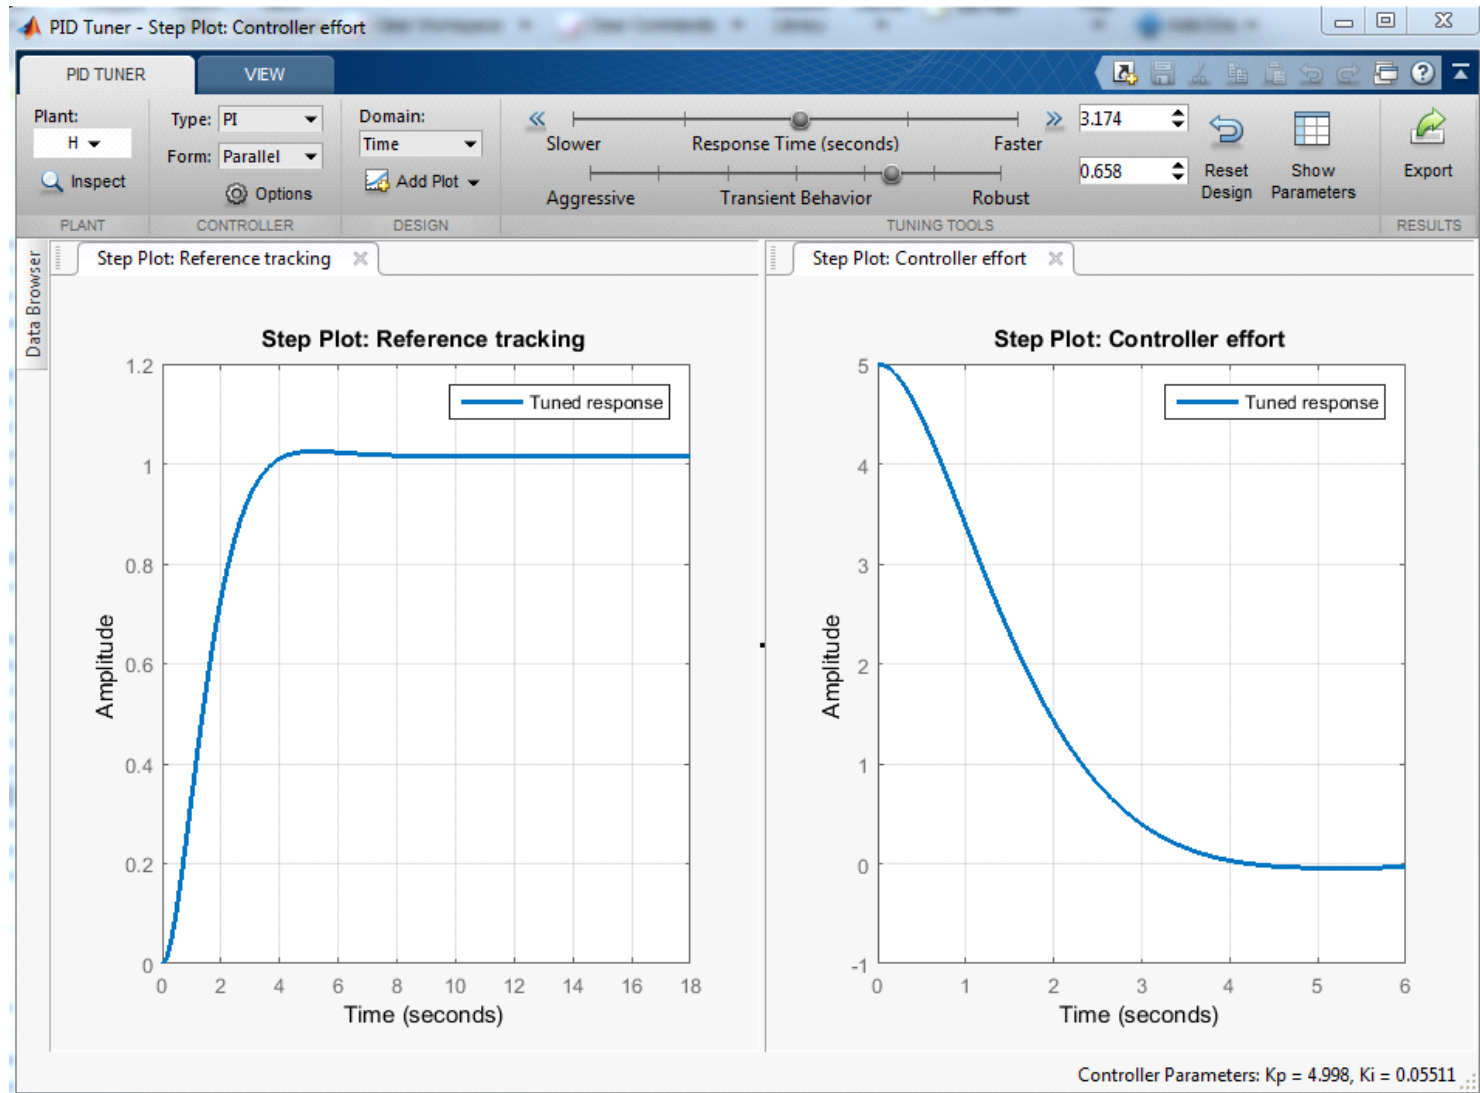 PID Tuner - Step Plot: Controller effort
PID TUNER
VIEW
Plant:
H
Inspect
PLANT
Type: PI
Form: Parallel
Options
CONTROLLER
Domain:
Time
Add Plot
DESIGN
Slower
Response Time (seconds)
Faster
3.174
Aggressive
Transient Behavior
Robust
0.658
Reset
Design
Show
Parameters
TUNING TOOLS
Export
RESULTS
Data Browser
Step Plot: Reference tracking
Step Plot: Reference tracking
Tuned response
1.2
1
0.8
0.6
0.4
0.2
0
Amplitude
0 2 4 6 8 10 12 14 16 18
Time (seconds)
Step Plot: Controller effort
Step Plot: Controller effort
Tuned response
5
4
3
2
1
0
-1
Amplitude
0 1 2 3 4 5 6
Time (seconds)
Controller Parameters: Kp = 4.998, Ki = 0.05511